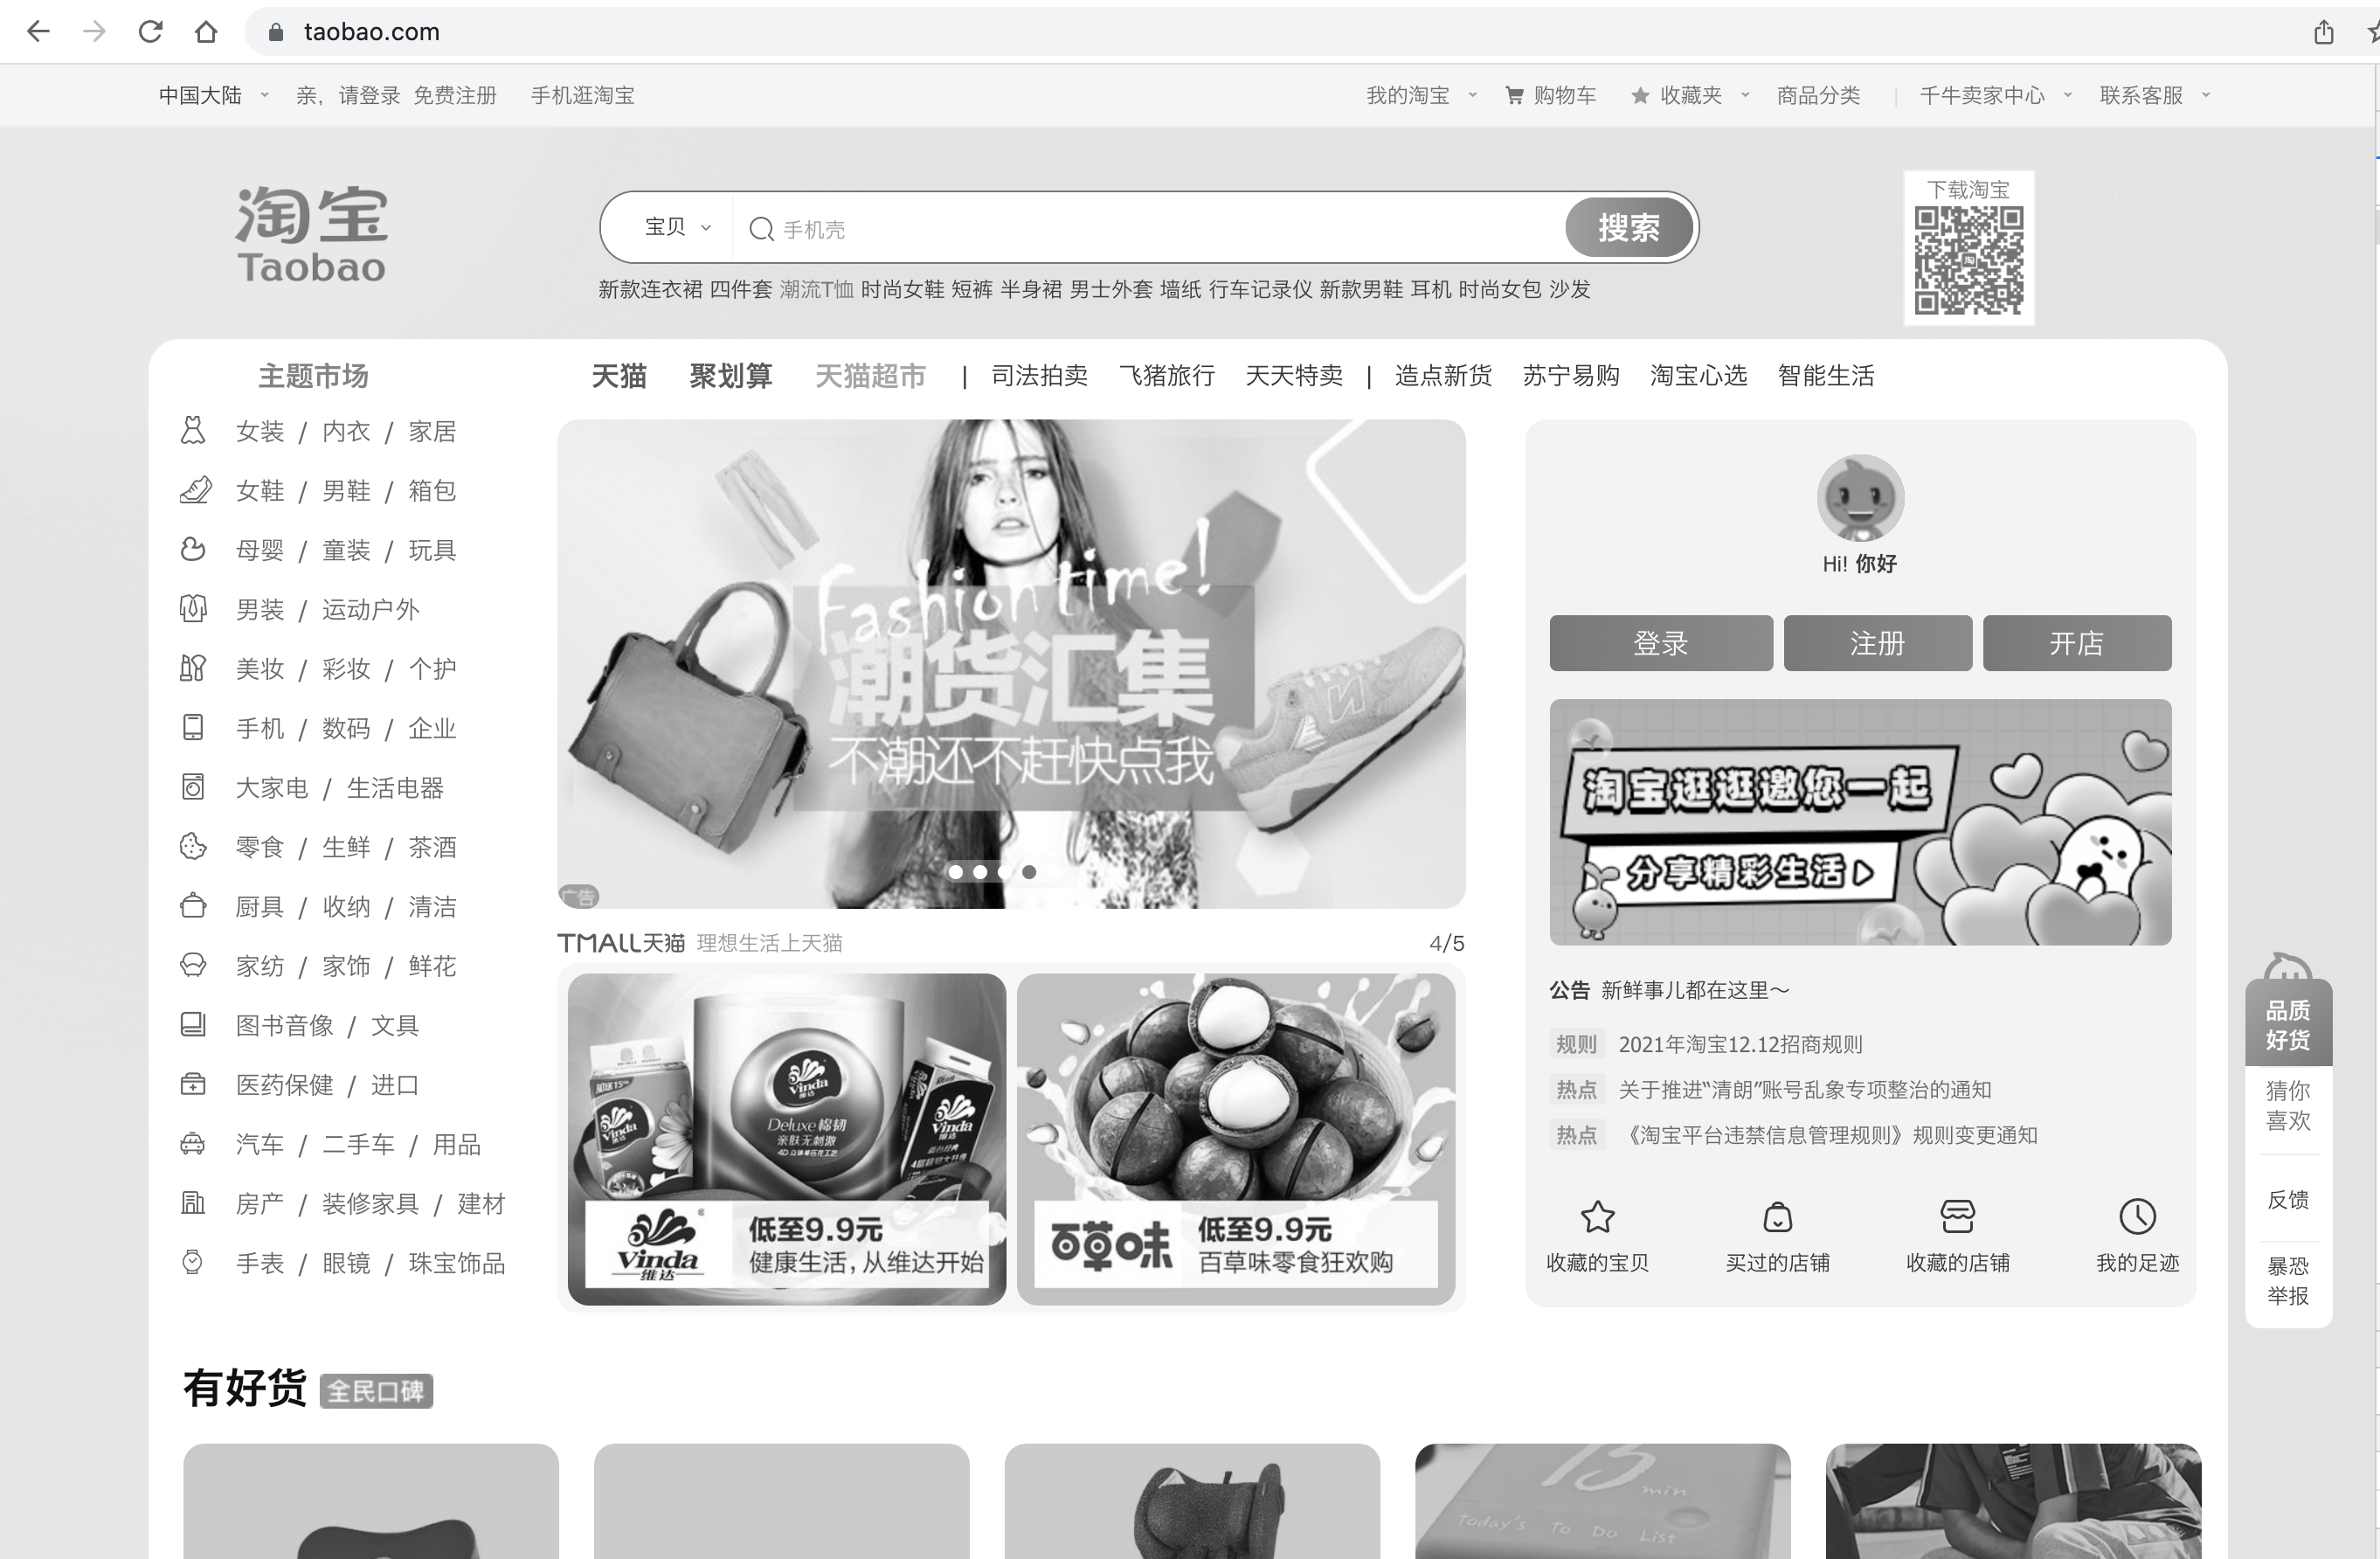 taobao.com
中国大陆 亲，请登录 免费注册 手机逛淘宝 我的淘宝 购物车 收藏夹 商品分类 千牛卖家中心 联系客服
淘宝
Taobao
宝贝 手机壳 搜索
下载淘宝
新款连衣裙 四件套 潮流T恤 时尚女鞋 短裤 半身裙 男士外套 墙纸 行车记录仪 新款男鞋 耳机 时尚女包 沙发
主题市场 天猫 聚划算 天猫超市 | 司法拍卖 飞猪旅行 天天特卖 | 造点新货 苏宁易购 淘宝心选 智能生活
女装 / 内衣 / 家居
女鞋 / 男鞋 / 箱包
母婴 / 童装 / 玩具
男装 / 运动户外
美妆 / 彩妆 / 个护
手机 / 数码 / 企业
大家电 / 生活电器
零食 / 生鲜 / 茶酒
厨具 / 收纳 / 清洁
家纺 / 家饰 / 鲜花
图书音像 / 文具
医药保健 / 进口
汽车 / 二手车 / 用品
房产 / 装修家具 / 建材
手表 / 眼镜 / 珠宝饰品
Fashion time!
潮货汇集
不潮还不赶快点我
广告
TMALL天猫 理想生活上天猫 4/5
Vinda
维达
Deluxe 棉韧
亲肤无刺激
4D立体美压花工艺
Vinda
Vinda
Vinda
维达
低至9.9元
健康生活，从维达开始
百草味
低至9.9元
百草味零食狂欢购
Hi! 你好
登录 注册 开店
淘宝逛逛邀您一起
分享精彩生活
公告 新鲜事儿都在这里～
规则 2021年淘宝12.12招商规则
热点 关于推进“清朗”账号乱象专项整治的通知
热点 《淘宝平台违禁信息管理规则》规则变更通知
收藏的宝贝 买过的店铺 收藏的店铺 我的足迹
品质
好货
猜你
喜欢
反馈
暴恐
举报
有好货 全民口碑
15 min
Today's To Do List